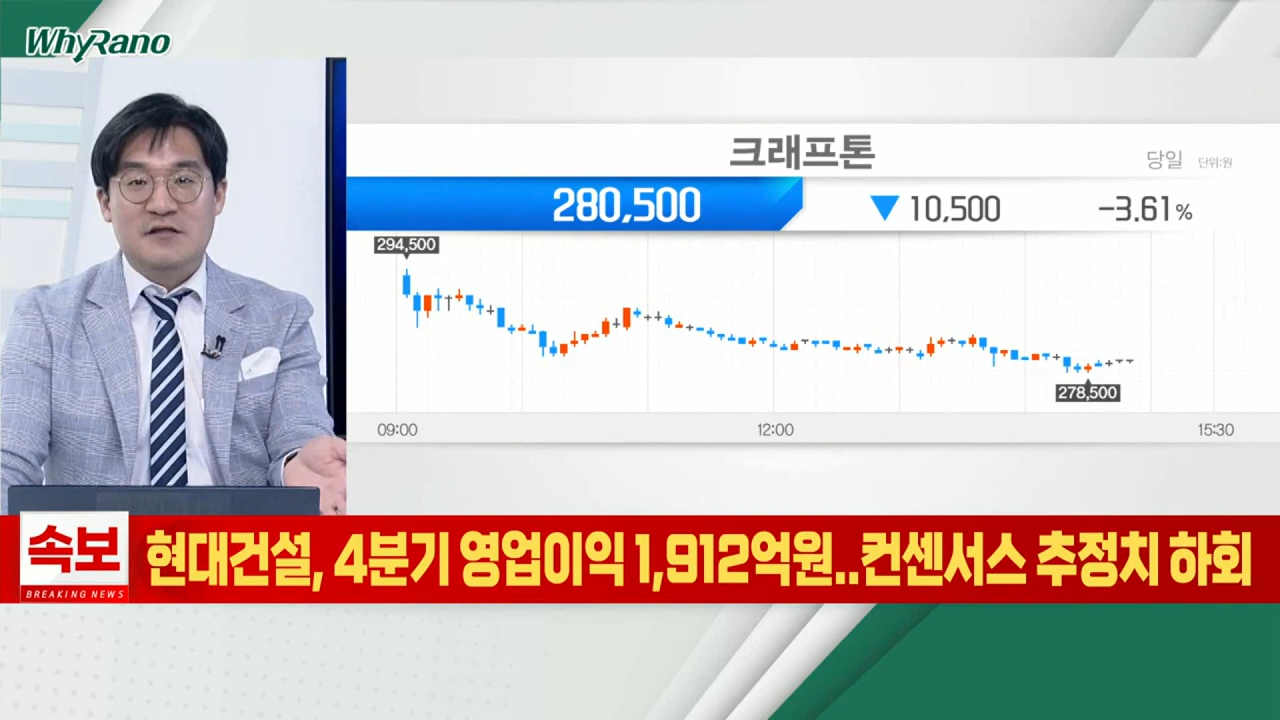 WhyRano
크래프톤
당일 단위:원
280,500 ▼ 10,500 -3.61%
294,500
278,500
09:00 12:00 15:30
속보 현대건설, 4분기 영업이익 1,912억원..컨센서스 추정치 하회
BREAKING NEWS